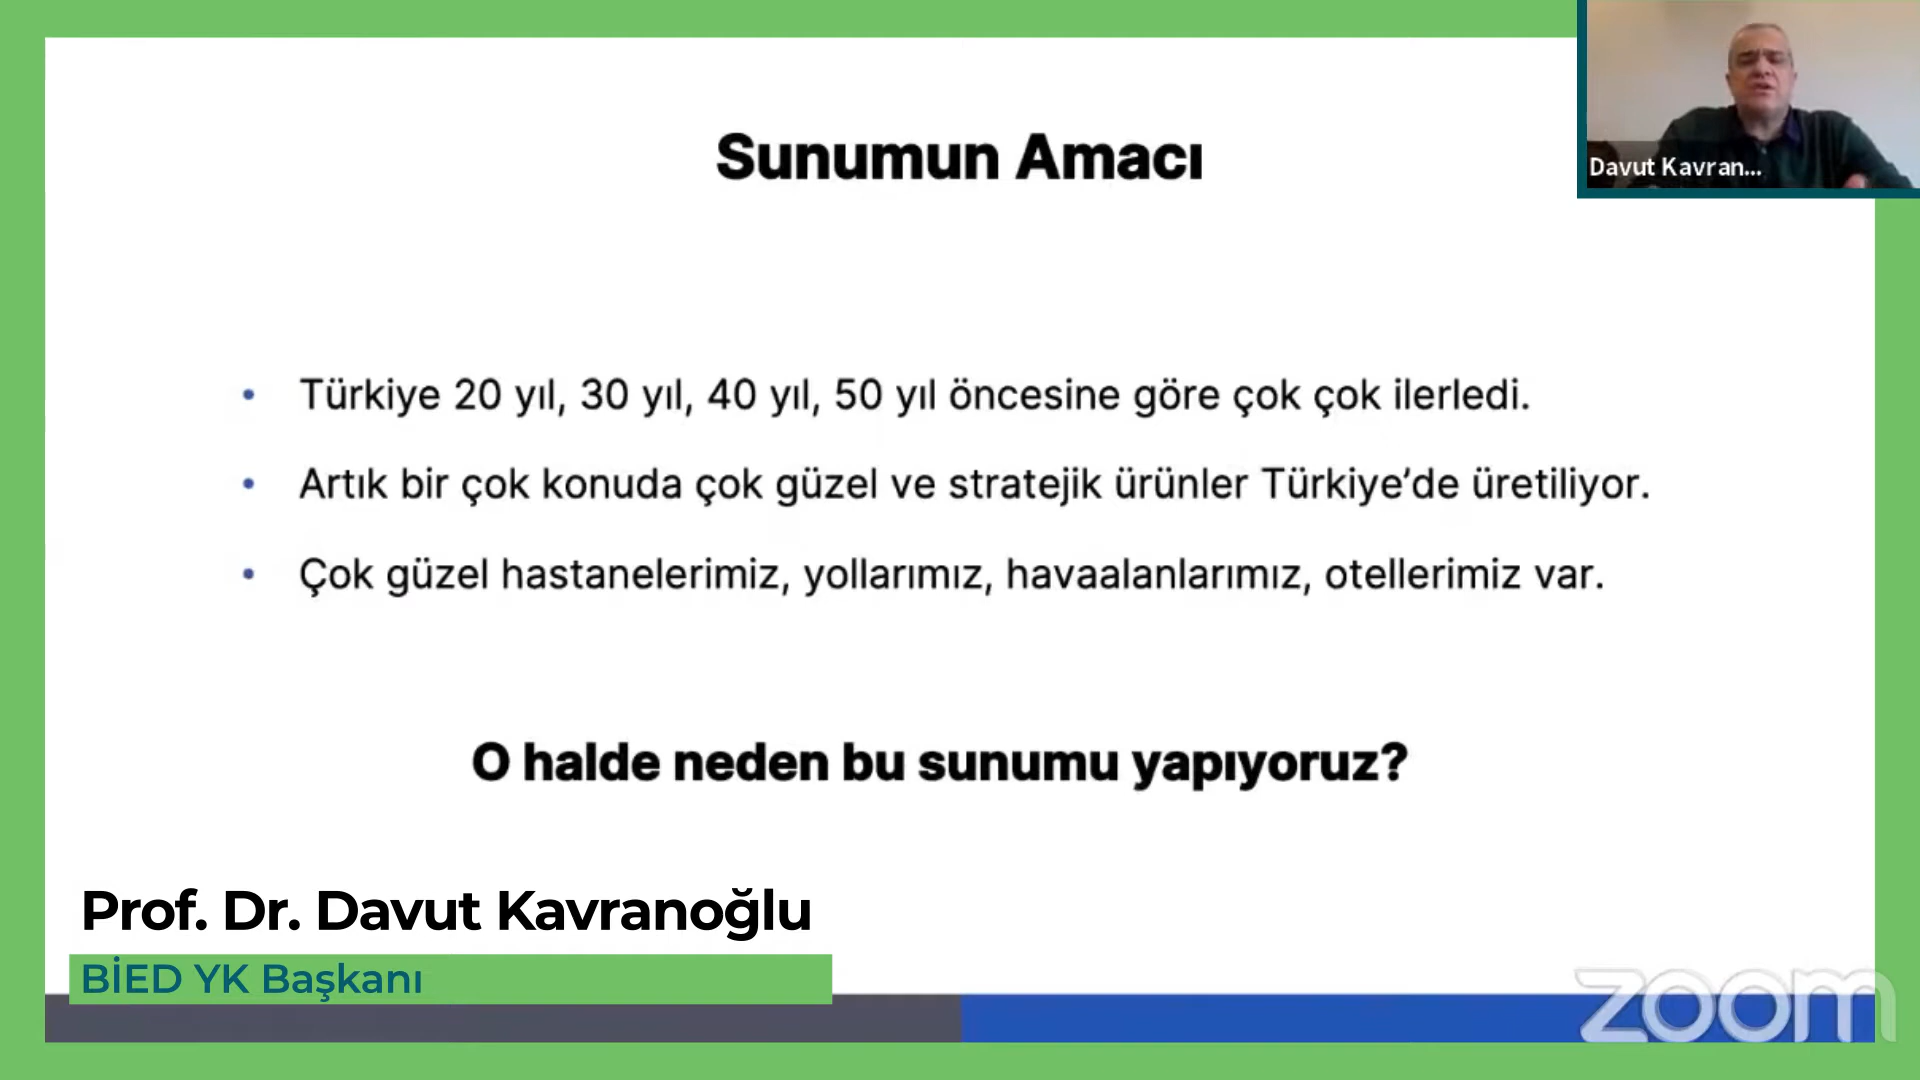 Sunumun Amacı
Davut Kavran...
• Türkiye 20 yıl, 30 yıl, 40 yıl, 50 yıl öncesine göre çok çok ilerledi.
• Artık bir çok konuda çok güzel ve stratejik ürünler Türkiye’de üretiliyor.
• Çok güzel hastanelerimiz, yollarımız, havaalanlarımız, otellerimiz var.
O halde neden bu sunumu yapıyoruz?
Prof. Dr. Davut Kavranoğlu
BİED YK Başkanı
zoom